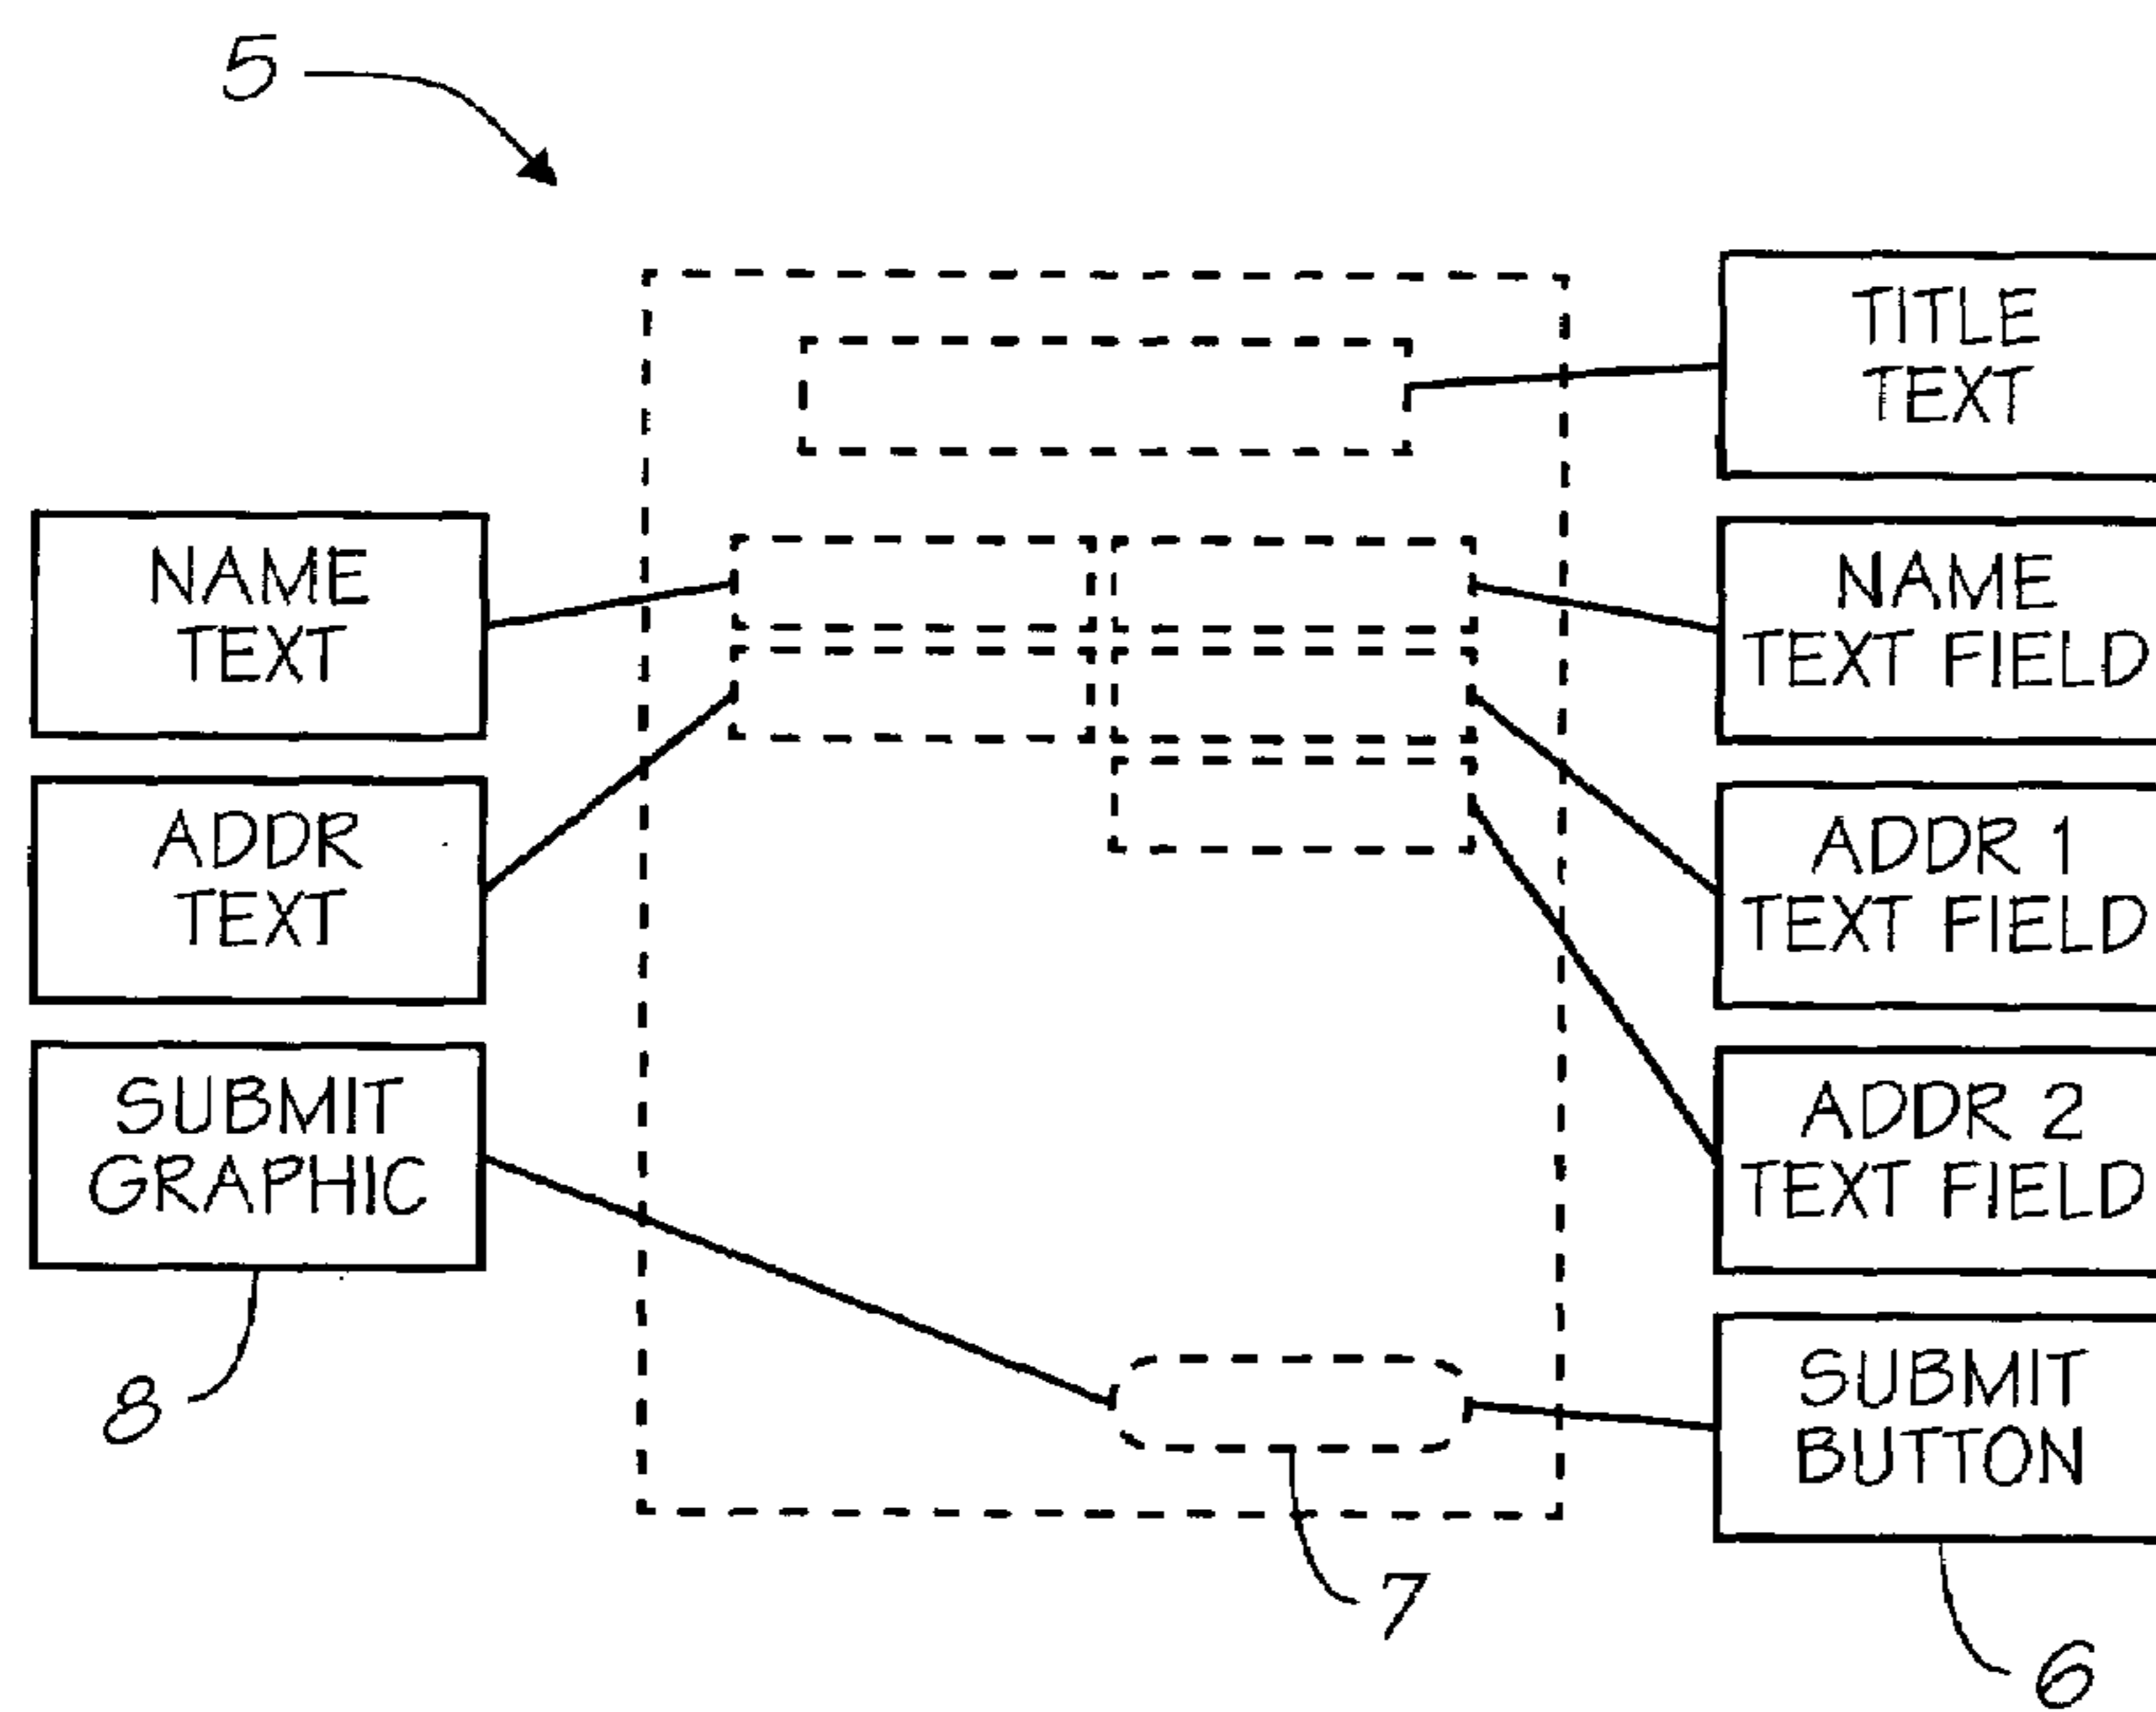 5
TITLE
TEXT
NAME
TEXT
NAME
TEXT FIELD
ADDR
TEXT
ADDR 1
TEXT FIELD
SUBMIT
GRAPHIC
ADDR 2
TEXT FIELD
SUBMIT
BUTTON
8
7
6